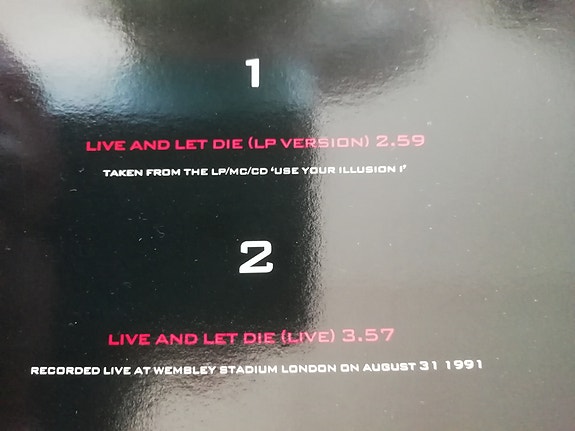 1
LIVE AND LET DIE (LP VERSION) 2.59
TAKEN FROM THE LP/MC/CD 'USE YOUR ILLUSION I'
2
LIVE AND LET DIE (LIVE) 3.57
RECORDED LIVE AT WEMBLEY STADIUM LONDON ON AUGUST 31 1991